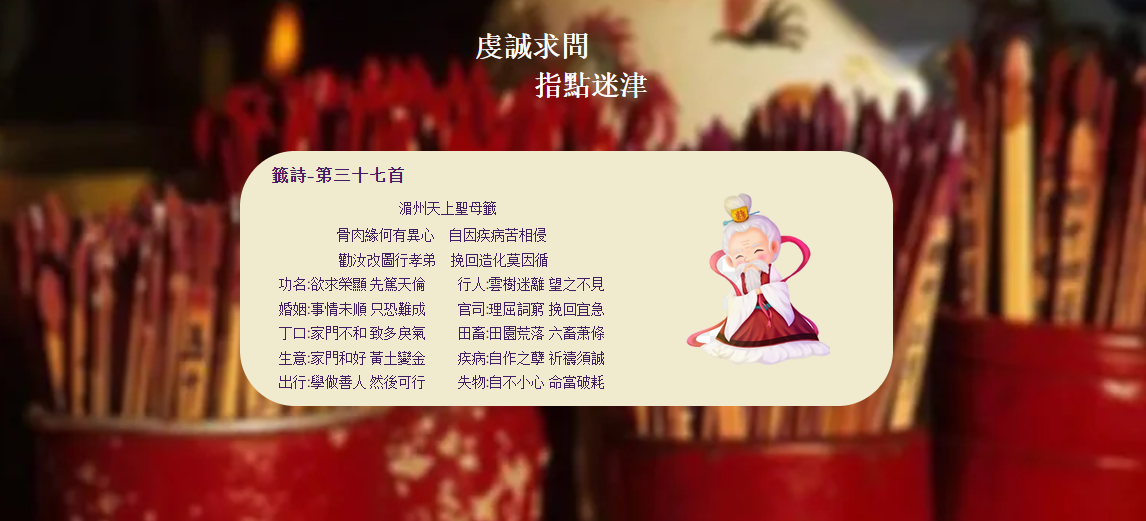 虔誠求問
指點迷津
籤詩-第三十七首
湄州天上聖母籤
骨肉緣何有異心 自因疾病苦相侵
勸汝改圖行孝弟 挽回造化莫因循
功名:欲求榮顯 先篤天倫 行人:雲樹迷離 望之不見
婚姻:事情未順 只恐難成 官司:理屈詞窮 挽回宜急
丁口:家門不和 致多戾氣 田畜:田園荒落 六畜蕭條
生意:家門和好 黃土變金 疾病:自作之孽 祈禱須誠
出行:學做善人 然後可行 失物:自不小心 命當破耗